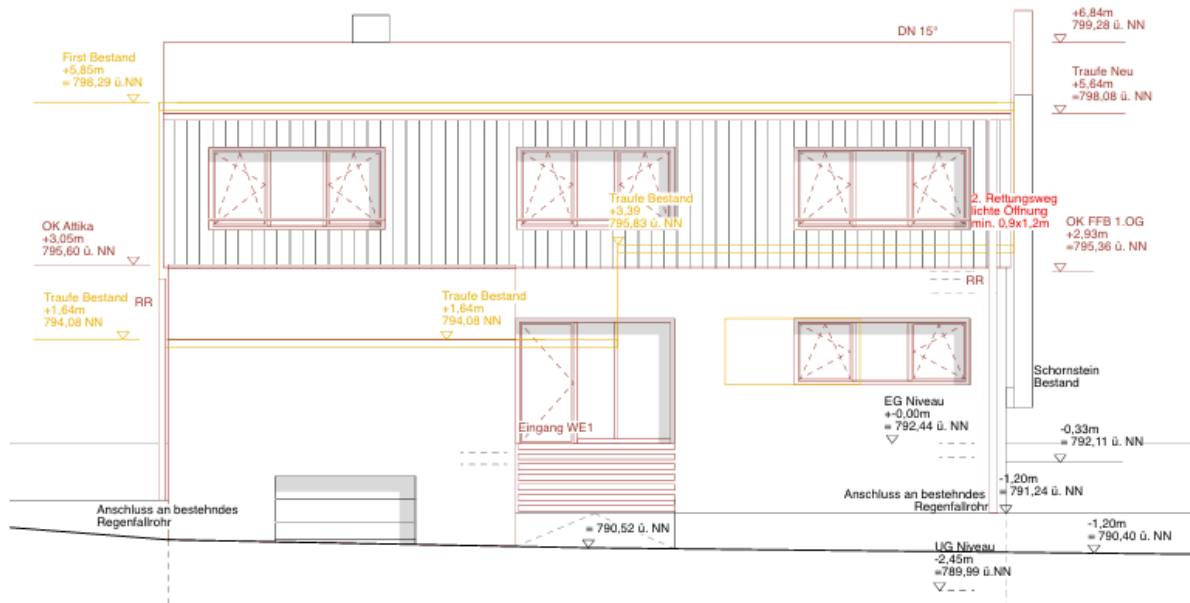 DN 15°
+6,84m
799,28 ü. NN
First Bestand
+5,85m
= 798,29 ü.NN
Traufe Neu
+5,64m
=798,08 ü. NN
Traufe Bestand
+3,39
795,83 ü. NN
2. Rettungsweg
lichte Öffnung
min. 0,9x1,2m
OK Attika
+3,05m
795,60 ü. NN
OK FFB 1.OG
+2,93m
=795,36 ü. NN
RR
Traufe Bestand
+1,64m
794,08 NN
RR
Traufe Bestand
+1,64m
794,08 NN
Schornstein
Bestand
EG Niveau
+-0,00m
= 792,44 ü. NN
Eingang WE1
-0,33m
= 792,11 ü. NN
-1,20m
= 791,24 ü. NN
Anschluss an bestehndes
Regenfallrohr
Anschluss an bestehndes
Regenfallrohr
= 790,52 ü. NN
-1,20m
= 790,40 ü. NN
UG Niveau
-2,45m
=789,99 ü.NN